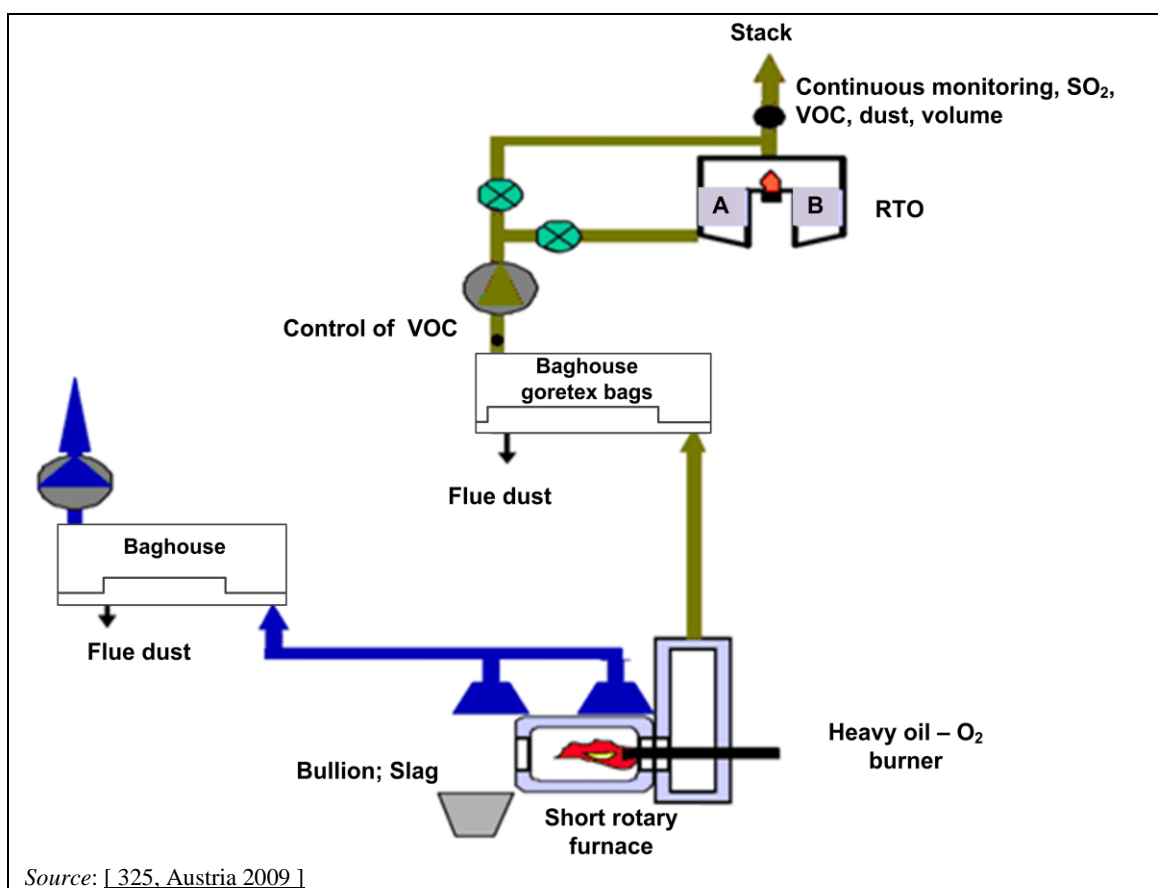 Stack
Continuous monitoring, SO₂,
VOC, dust, volume
A
B
RTO
Control of VOC
Baghouse
goretex bags
Flue dust
Baghouse
Flue dust
Heavy oil – O₂
burner
Bullion; Slag
Short rotary
furnace
Source: [ 325, Austria 2009 ]